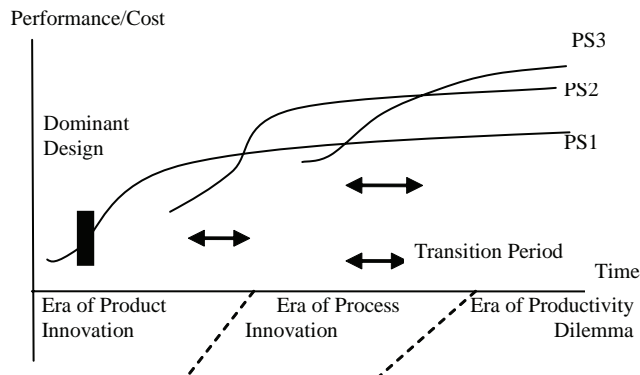 Performance/Cost
PS3
PS2
Dominant
Design
PS1
Transition Period
Time
Era of Product
Innovation
Era of Process
Innovation
Era of Productivity
Dilemma